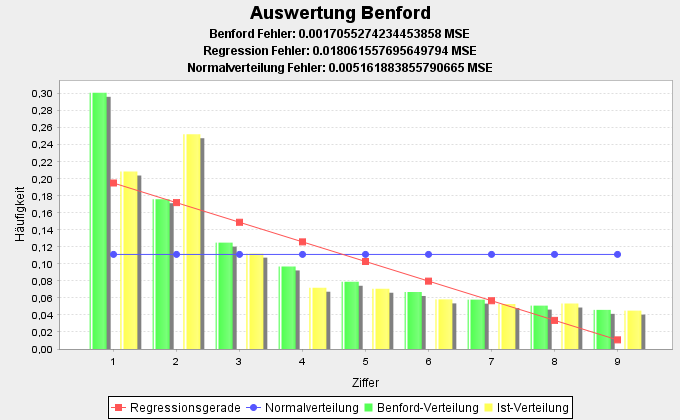 Auswertung Benford
Benford Fehler: 0.0017055274234453858 MSE
Regression Fehler: 0.018061557695649794 MSE
Normalverteilung Fehler: 0.005161883855790665 MSE
Häufigkeit
0,30
0,28
0,26
0,24
0,22
0,20
0,18
0,16
0,14
0,12
0,10
0,08
0,06
0,04
0,02
0,00
1 2 3 4 5 6 7 8 9
Ziffer
Regressionsgerade Normalverteilung Benford-Verteilung Ist-Verteilung